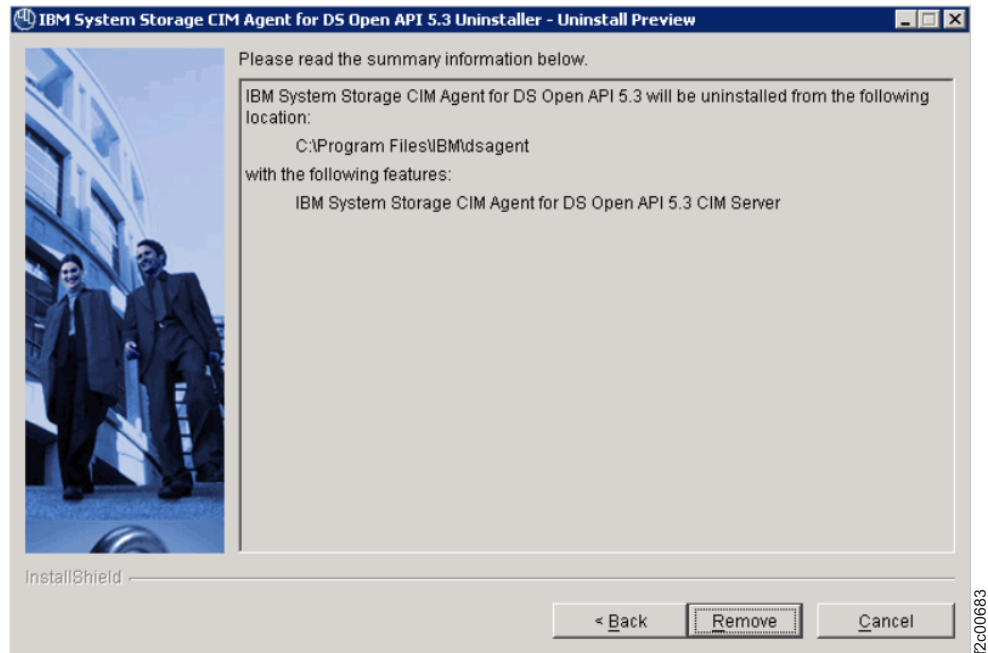 IBM System Storage CIM Agent for DS Open API 5.3 Uninstaller - Uninstall Preview
Please read the summary information below.
IBM System Storage CIM Agent for DS Open API 5.3 will be uninstalled from the following
location:
C:\Program Files\IBM\dsagent
with the following features:
IBM System Storage CIM Agent for DS Open API 5.3 CIM Server
InstallShield
< Back
Remove
Cancel
f2c00683